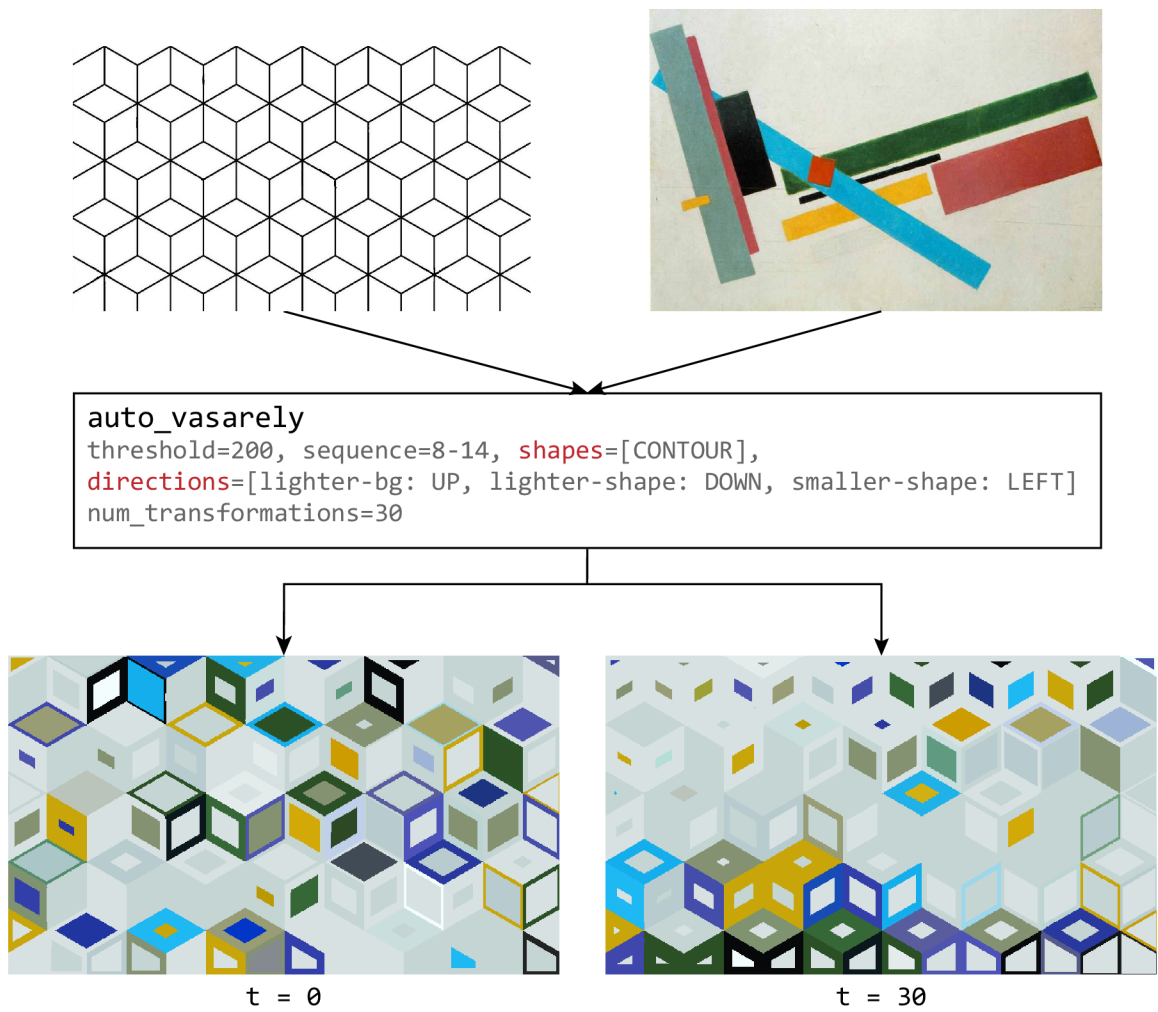 auto_vasarely
threshold=200, sequence=8-14, shapes=[CONTOUR],
directions=[lighter-bg: UP, lighter-shape: DOWN, smaller-shape: LEFT]
num_transformations=30
t = 0
t = 30